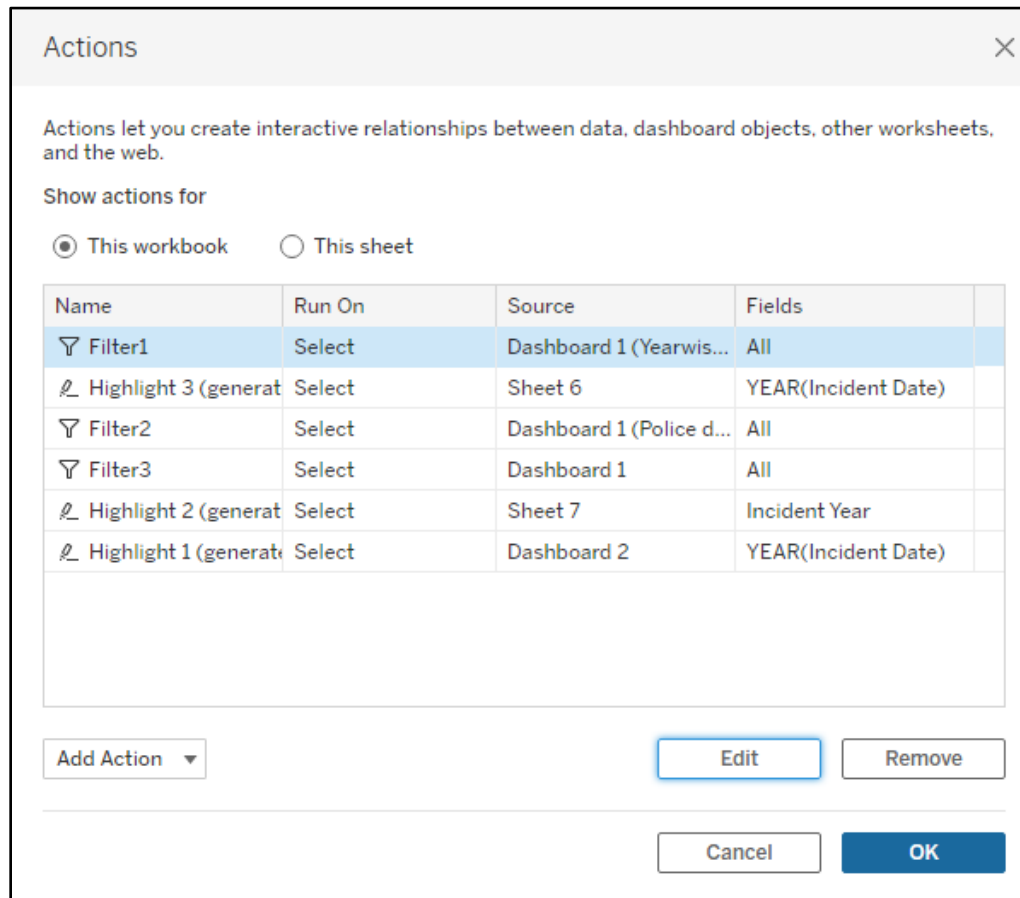 Actions
Actions let you create interactive relationships between data, dashboard objects, other worksheets,
and the web.
Show actions for
This workbook This sheet
Name Run On Source Fields
Filter1 Select Dashboard 1 (Yearwis... All
Highlight 3 (generat Select Sheet 6 YEAR(Incident Date)
Filter2 Select Dashboard 1 (Police d... All
Filter3 Select Dashboard 1 All
Highlight 2 (generat Select Sheet 7 Incident Year
Highlight 1 (generate Select Dashboard 2 YEAR(Incident Date)
Add Action Edit Remove
Cancel OK